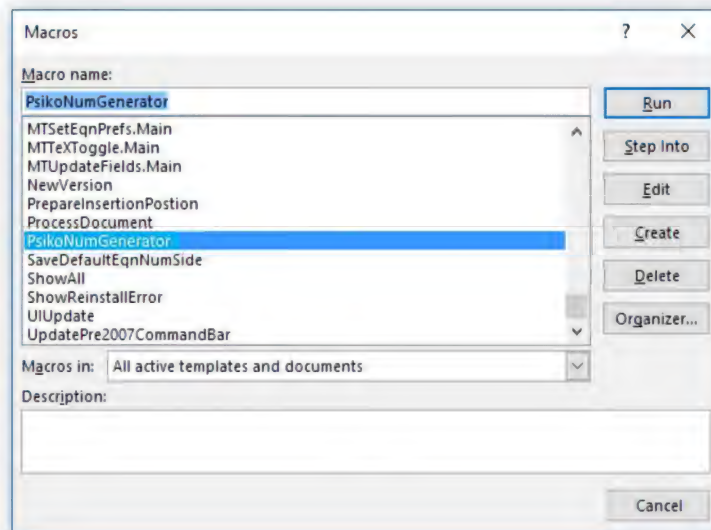 Macros
?
Macro name:
PsikoNumGenerator
Run
MTSetEqnPrefs.Main
MTTeXToggle.Main
MTUpdateFields.Main
NewVersion
PrepareInsertionPostion
ProcessDocument
PsikoNumGenerator
SaveDefaultEqnNumSide
ShowAll
ShowReinstallError
UIUpdate
UpdatePre2007CommandBar
Step Into
Edit
Create
Delete
Organizer...
Macros in: All active templates and documents
Description:
Cancel